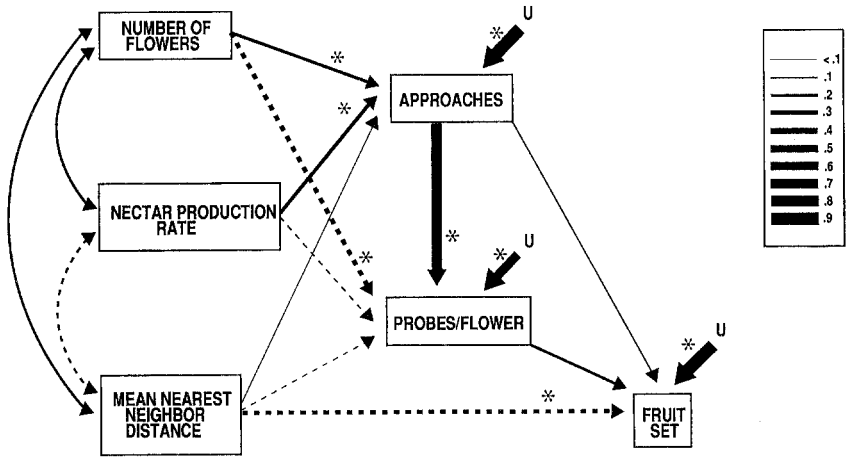 NUMBER OF
FLOWERS
*
*
U
*
APPROACHES
NECTAR PRODUCTION
RATE
*
*
U
*
PROBES/FLOWER
MEAN NEAREST
NEIGHBOR
DISTANCE
*
U
*
FRUIT
SET
< .1
.1
.2
.3
.4
.5
.6
.7
.8
.9